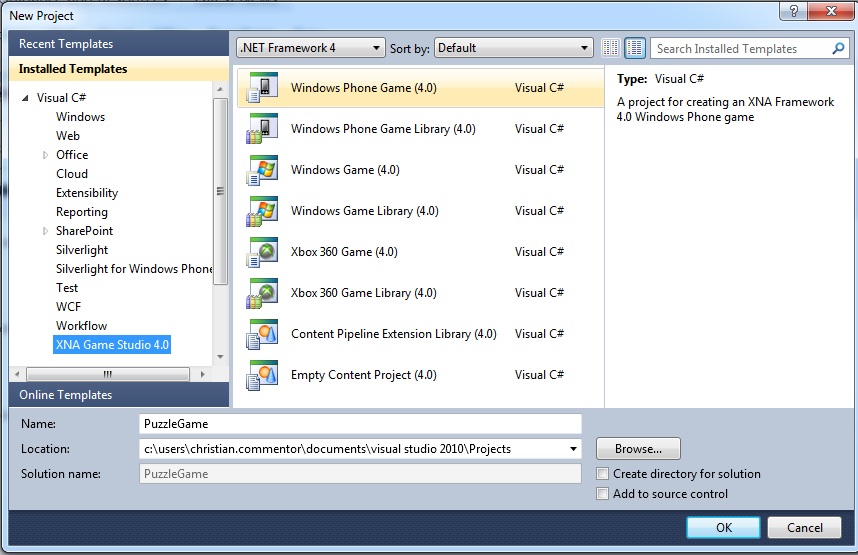 New Project
Recent Templates
Installed Templates
Visual C#
Windows
Web
Office
Cloud
Extensibility
Reporting
SharePoint
Silverlight
Silverlight for Windows Phone
Test
WCF
Workflow
XNA Game Studio 4.0
Online Templates
.NET Framework 4 Sort by: Default
Search Installed Templates
Windows Phone Game (4.0) Visual C#
Windows Phone Game Library (4.0) Visual C#
Windows Game (4.0) Visual C#
Windows Game Library (4.0) Visual C#
Xbox 360 Game (4.0) Visual C#
Xbox 360 Game Library (4.0) Visual C#
Content Pipeline Extension Library (4.0) Visual C#
Empty Content Project (4.0) Visual C#
Type: Visual C#
A project for creating an XNA Framework
4.0 Windows Phone game
Name: PuzzleGame
Location: c:\users\christian.commentor\documents\visual studio 2010\Projects
Browse...
Solution name: PuzzleGame
Create directory for solution
Add to source control
OK Cancel